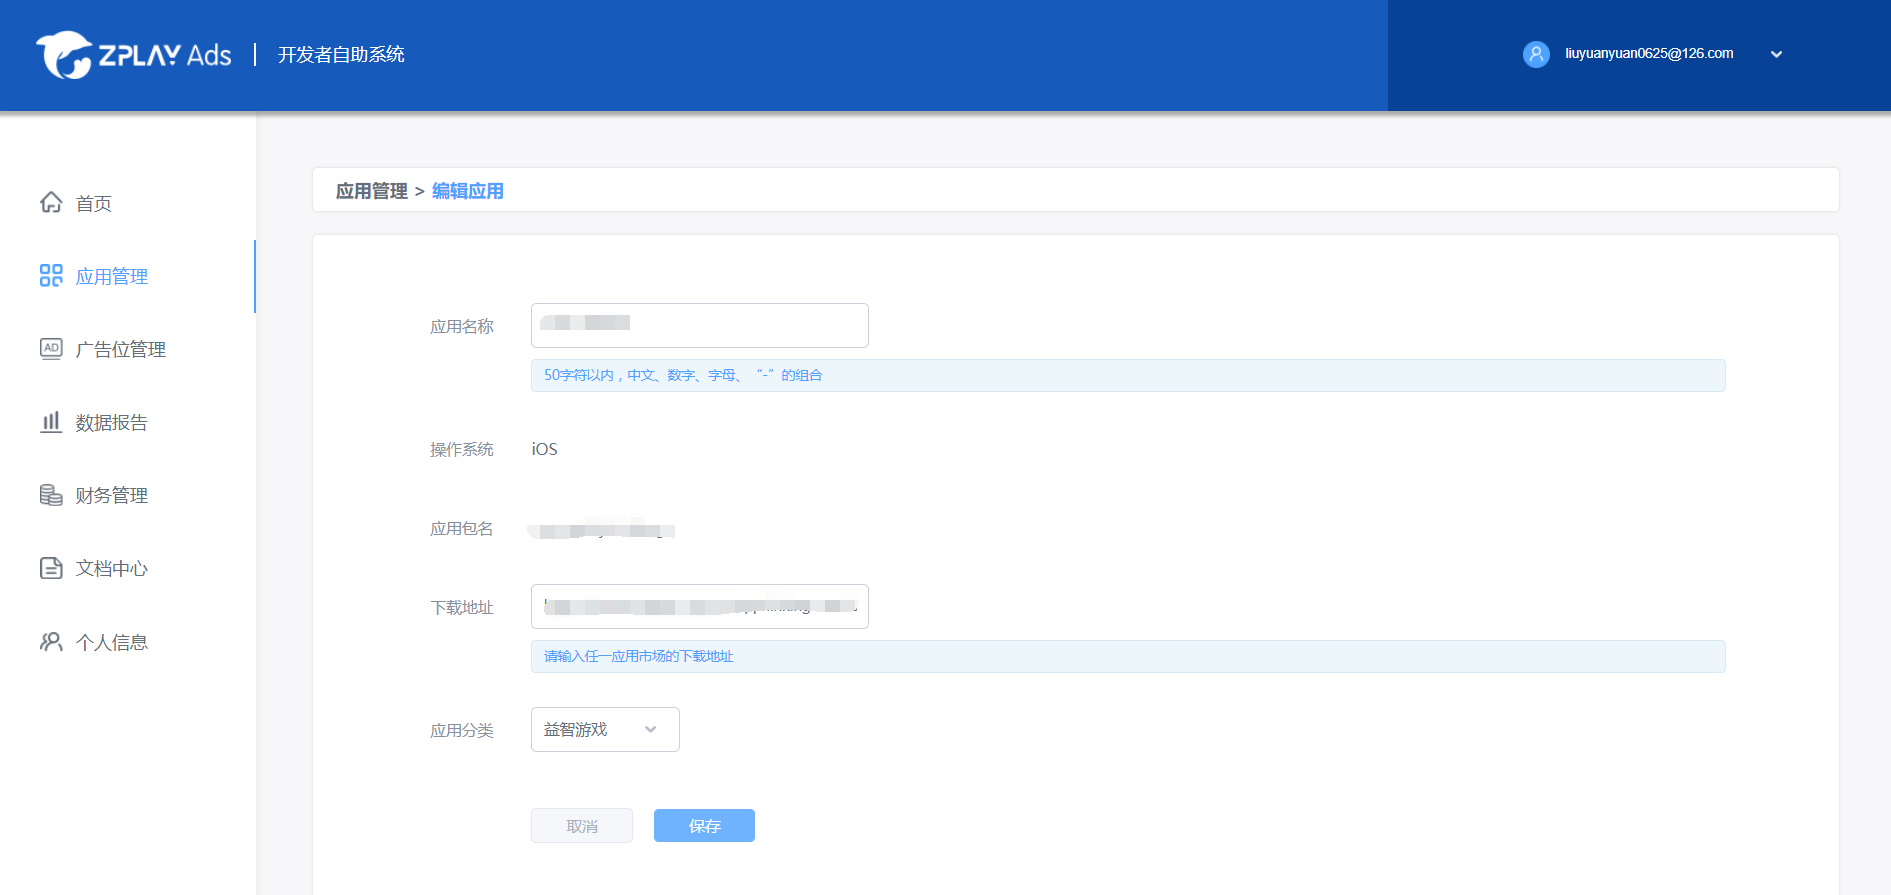 ZPLAY Ads | 开发者自助系统
liuyuanyuan0625@126.com
首页
应用管理
AD 广告位管理
数据报告
财务管理
文档中心
个人信息
应用管理 > 编辑应用
应用名称
50字符以内，中文、数字、字母、“-”的组合
操作系统 iOS
应用包名
下载地址
请输入任一应用市场的下载地址
应用分类 益智游戏
取消 保存